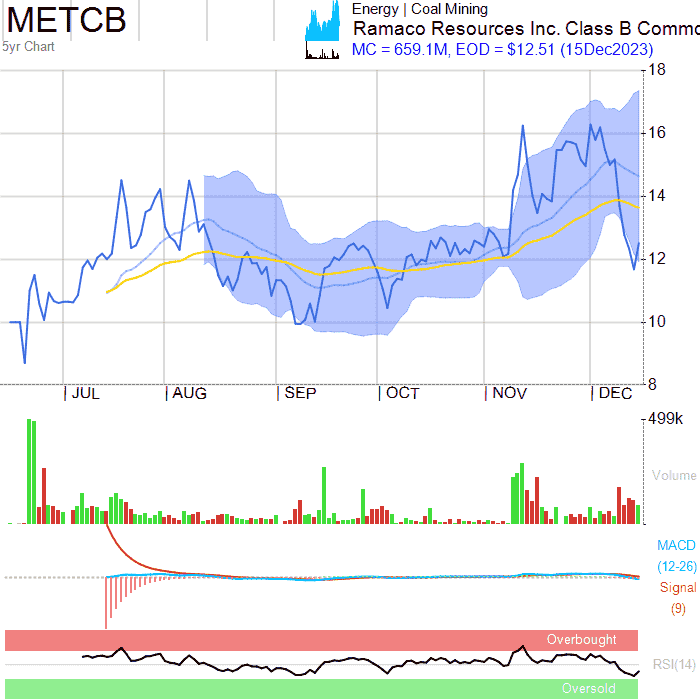 METCB
5yr Chart
Energy | Coal Mining
Ramaco Resources Inc. Class B Commo
MC = 659.1M, EOD = $12.51 (15Dec2023)
18
16
14
12
10
8
JUL AUG SEP OCT NOV DEC
499k
Volume
MACD
(12-26)
Signal
(9)
Overbought
RSI(14)
Oversold